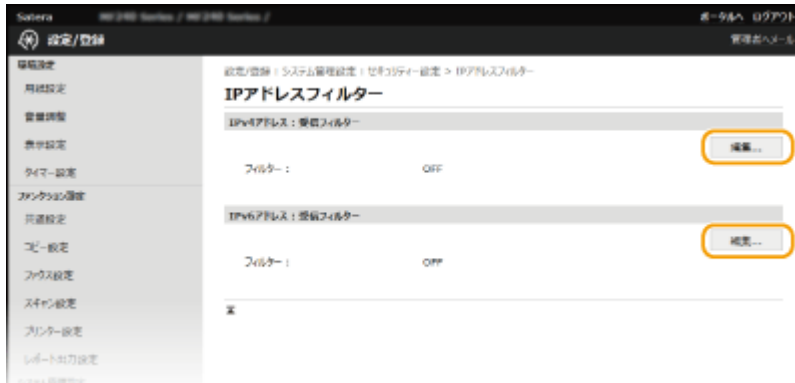 Satera
ポータルへ ログアウト
設定/登録
管理者へメール
環境設定
用紙設定
音量調整
表示設定
タイマー設定
ファンクション設定
共通設定
コピー設定
ファクス設定
スキャン設定
プリンター設定
レポート出力設定
設定/登録 : システム管理設定 : セキュリティー設定 > IPアドレスフィルター
IPアドレスフィルター
IPv4アドレス : 受信フィルター
編集...
フィルター : OFF
IPv6アドレス : 受信フィルター
編集...
フィルター : OFF